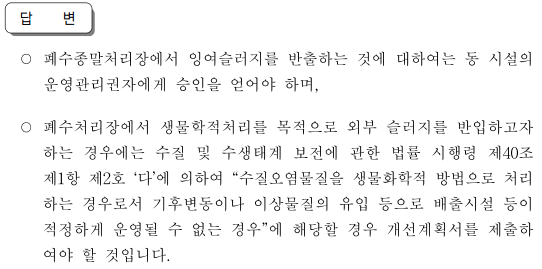 답 변
○ 폐수종말처리장에서 잉여슬러지를 반출하는 것에 대하여는 동 시설의
운영관리권자에게 승인을 얻어야 하며,
○ 폐수처리장에서 생물학적처리를 목적으로 외부 슬러지를 반입하고자
하는 경우에는 수질 및 수생태계 보전에 관한 법률 시행령 제40조
제1항 제2호 ‘다’에 의하여 “수질오염물질을 생물화학적 방법으로 처리
하는 경우로서 기후변동이나 이상물질의 유입 등으로 배출시설 등이
적정하게 운영될 수 없는 경우”에 해당할 경우 개선계획서를 제출하
여야 할 것입니다.